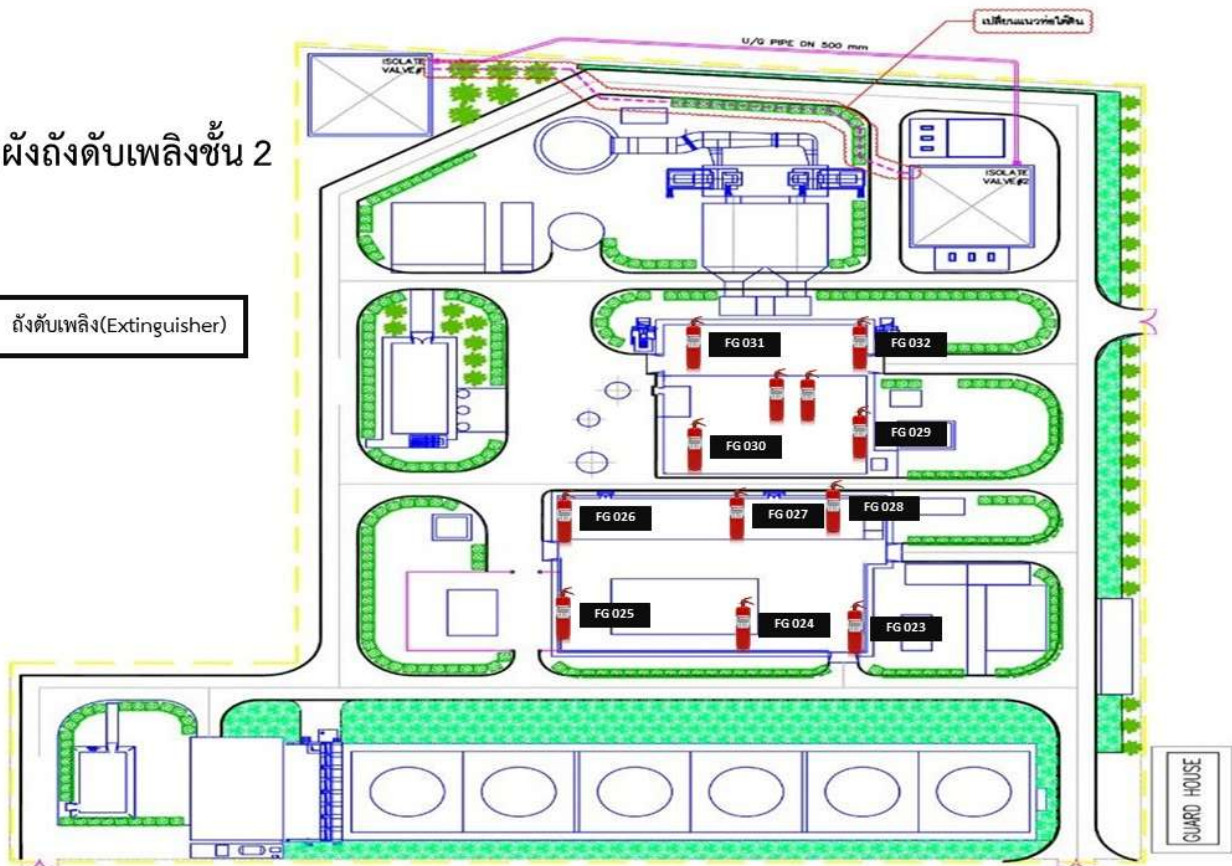 เปลี่ยนแนวท่อใต้ดิน
U/G PIPE DN 500 mm
ISOLATE
VALVE#1
ผังถังดับเพลิงชั้น 2
ISOLATE
VALVE#2
ถังดับเพลิง(Extinguisher)
FG 031
FG 032
FG 029
FG 030
FG 026
FG 027
FG 028
FG 025
FG 024
FG 023
GUARD HOUSE